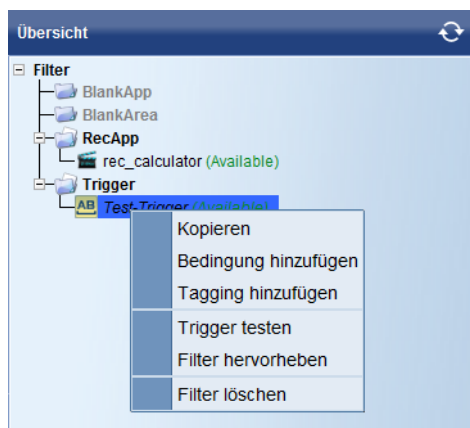 Übersicht
Filter
BlankApp
BlankArea
RecApp
rec_calculator (Available)
Trigger
AB Test-Trigger (Available)
Kopieren
Bedingung hinzufügen
Tagging hinzufügen
Trigger testen
Filter hervorheben
Filter löschen